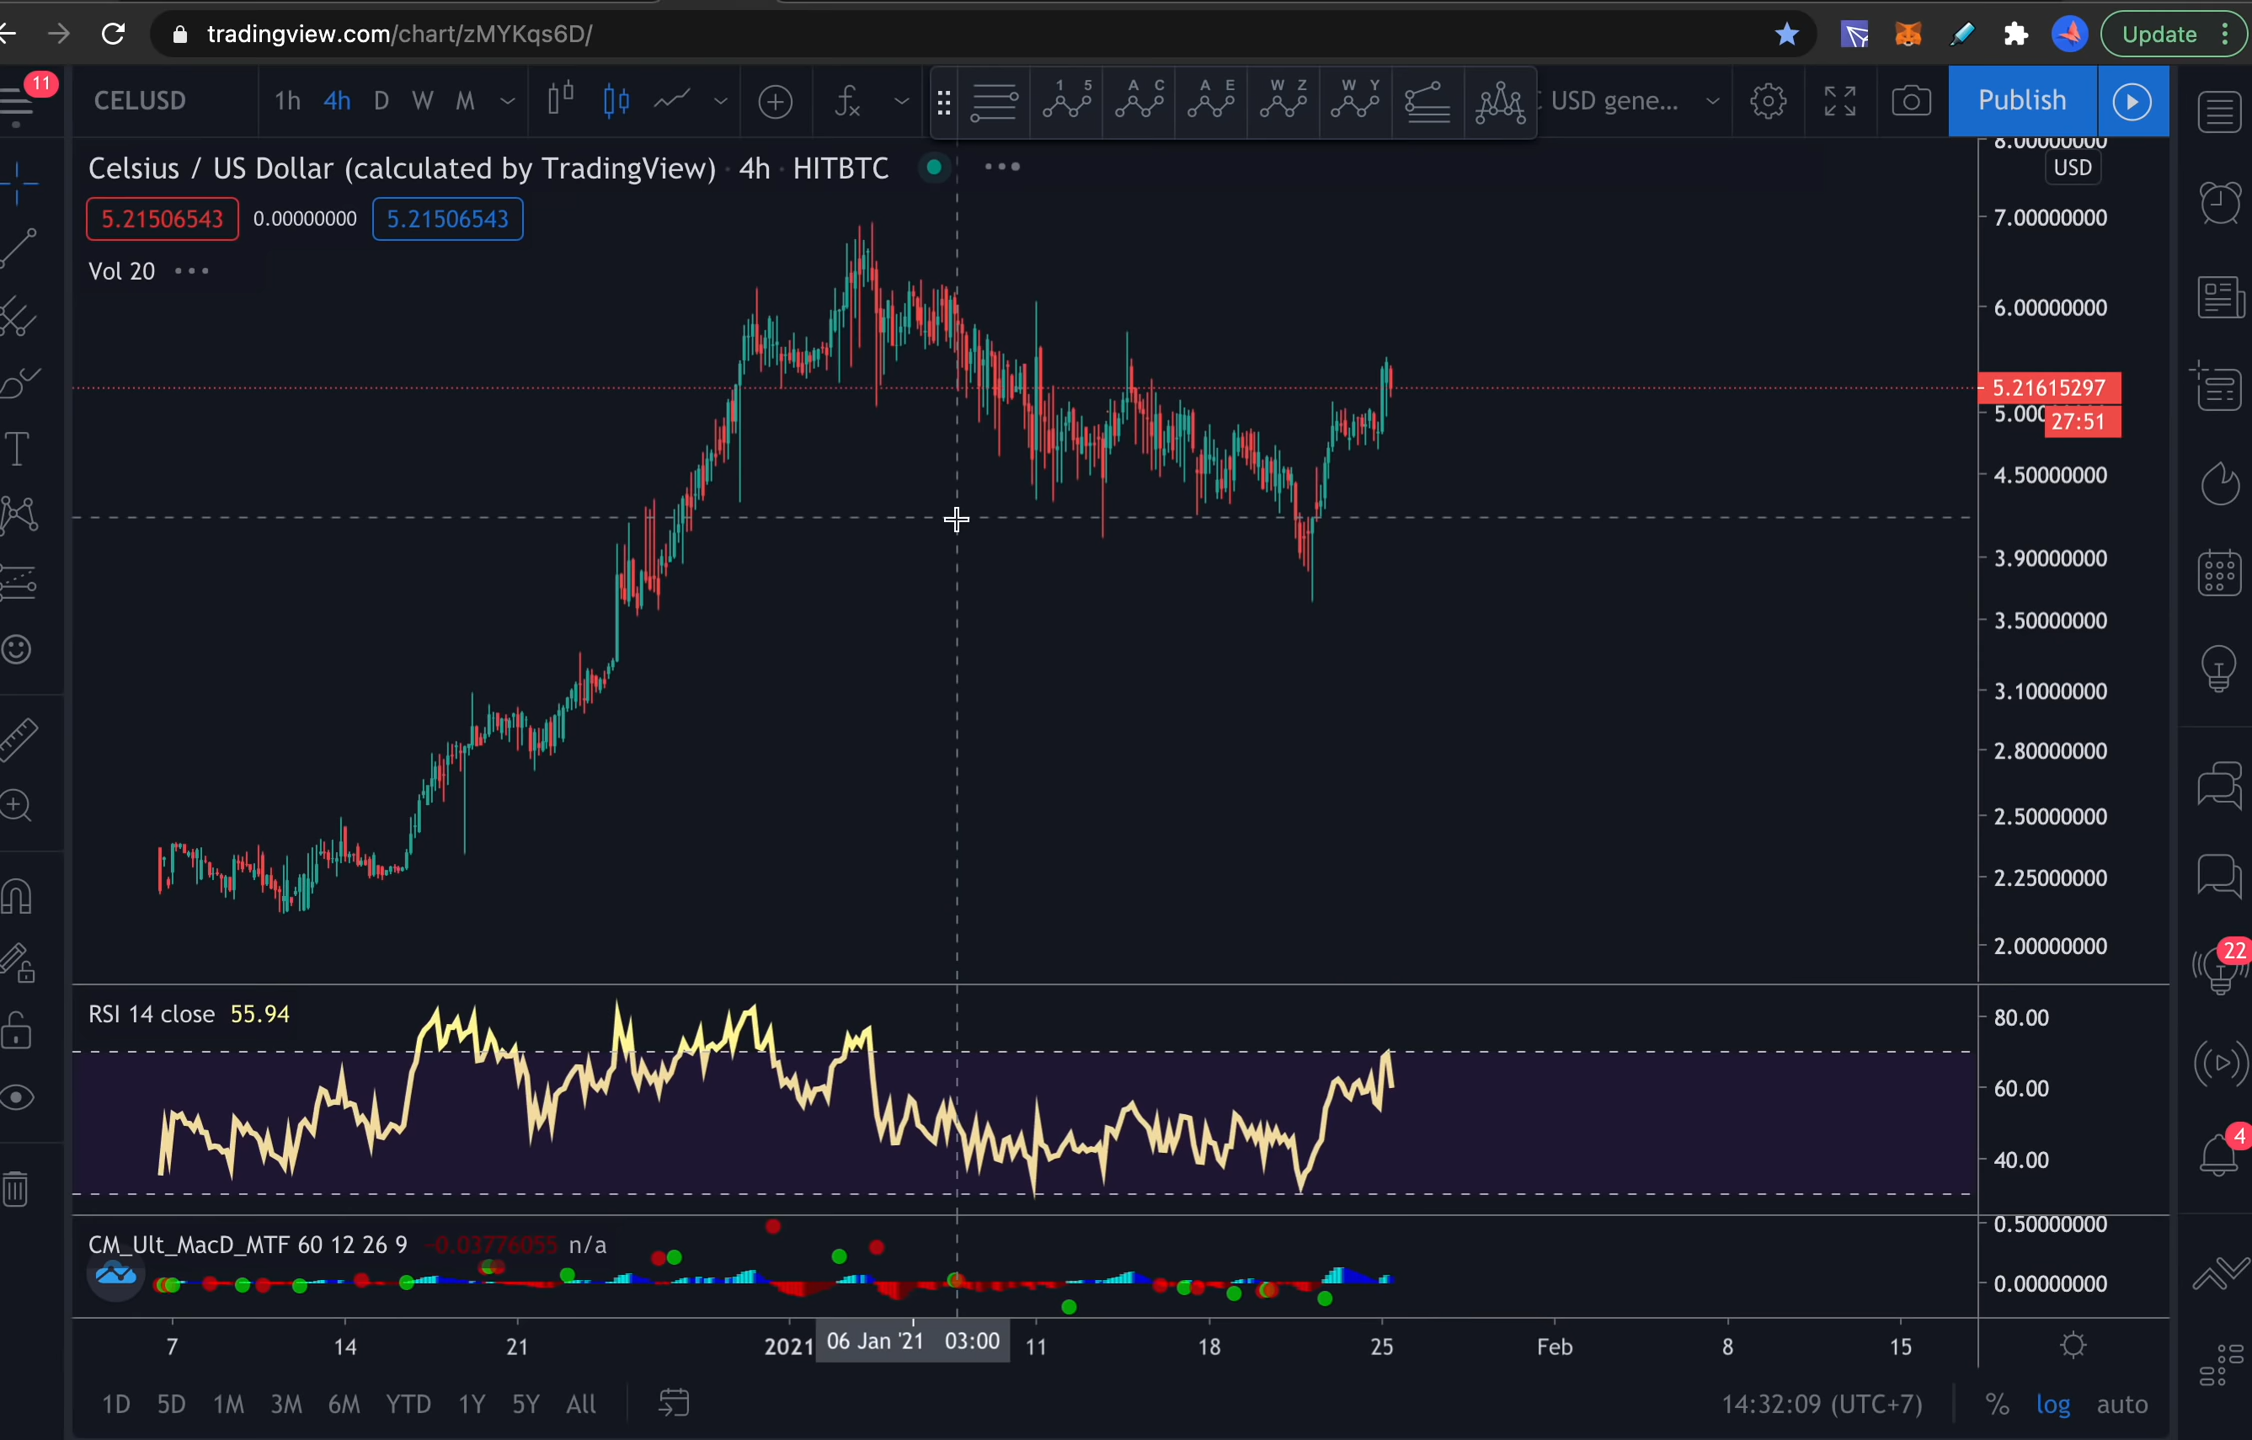 tradingview.com/chart/zMYKqs6D/
Update
11
CELUSD 1h 4h D W M
1 5
A C
A E
W Z
W Y
USD gene...
Publish
Celsius / US Dollar (calculated by TradingView) · 4h · HITBTC
5.21506543 0.00000000 5.21506543
Vol 20
8.00000000
USD
7.00000000
6.00000000
5.21615297
5.000
27:51
4.50000000
3.90000000
3.50000000
3.10000000
2.80000000
2.50000000
2.25000000
2.00000000
22
RSI 14 close 55.94
80.00
60.00
40.00
4
CM_Ult_MacD_MTF 60 12 26 9 -0.03776055 n/a
0.50000000
0.00000000
7 14 21 2021 06 Jan '21 03:00 11 18 25 Feb 8 15
1D 5D 1M 3M 6M YTD 1Y 5Y All
14:32:09 (UTC+7) % log auto